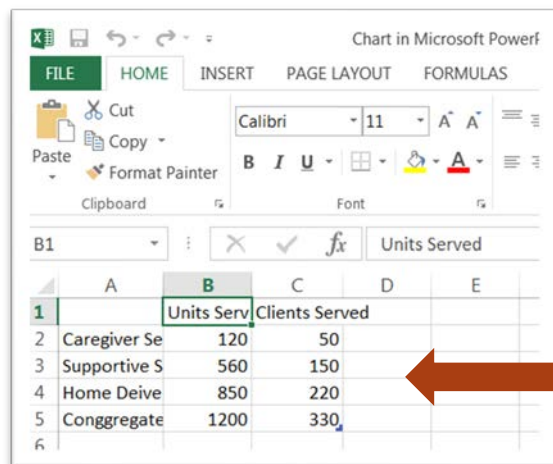 Chart in Microsoft PowerP
FILE HOME INSERT PAGE LAYOUT FORMULAS
Cut
Copy
Format Painter
Paste
Calibri 11 A A
B I U A
Clipboard Font
B1 fx Units Served
A B C D E
1 Units Serv Clients Served
2 Caregiver Se 120 50
3 Supportive S 560 150
4 Home Deive 850 220
5 Conggregate 1200 330
6